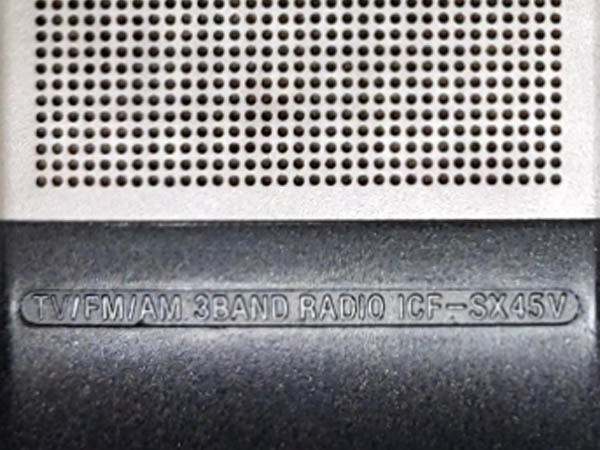 TV/FM/AM 3BAND RADIO ICF-SX45V